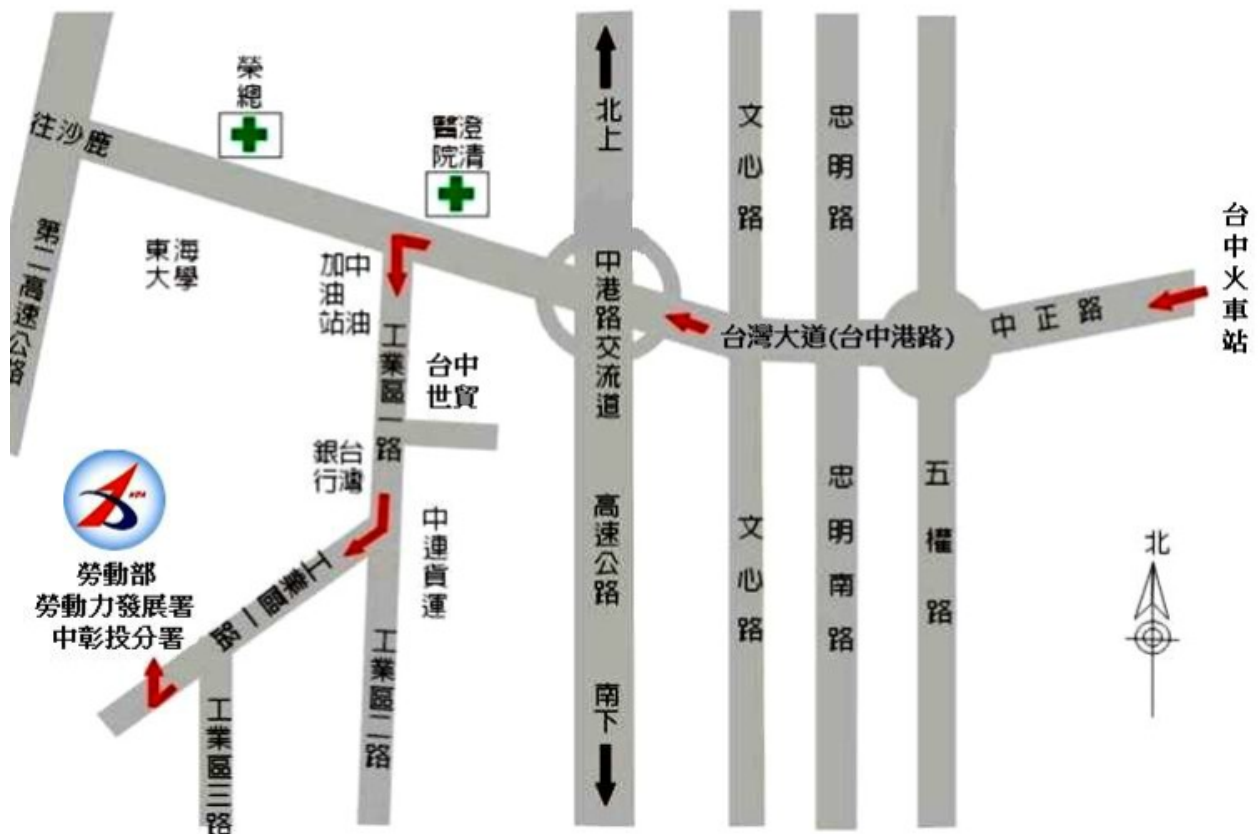 榮總
醫院澄清
往沙鹿
第二高速公路
東海大學
中油加油站
工業區一路
台中
世貿
台灣銀行
中連貨運
工業區一路
工業區二路
工業區三路
勞動部
勞動力發展署
中彰投分署
北上
中港路交流道
高速公路
南下
文心路
文心路
忠明路
忠明南路
台灣大道(台中港路)
中正路
台中火車站
五權路
北